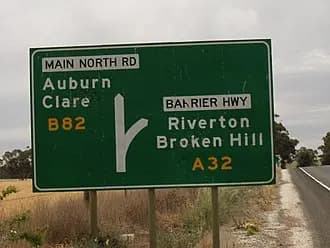 MAIN NORTH RD
Auburn
Clare
B82
BARRIER HWY
Riverton
Broken Hill
A32